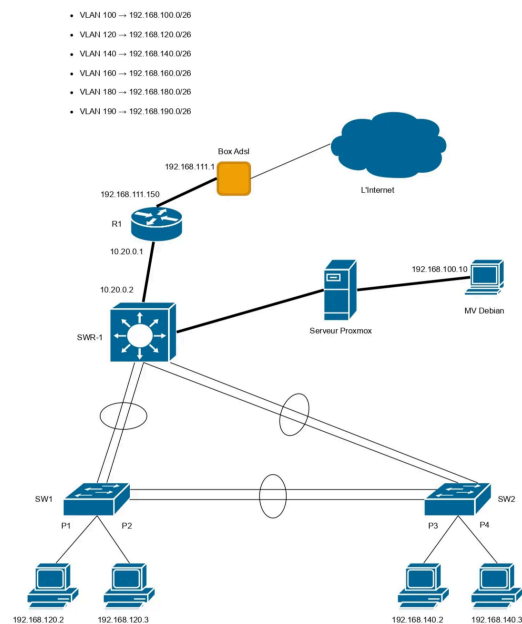 • VLAN 100 → 192.168.100.0/26
• VLAN 120 → 192.168.120.0/26
• VLAN 140 → 192.168.140.0/26
• VLAN 160 → 192.168.160.0/26
• VLAN 180 → 192.168.180.0/26
• VLAN 190 → 192.168.190.0/26
Box Adsl
192.168.111.1
L'Internet
192.168.111.150
R1
10.20.0.1
192.168.100.10
10.20.0.2
MV Debian
Serveur Proxmox
SWR-1
SW1
SW2
P1
P2
P3
P4
192.168.120.2
192.168.120.3
192.168.140.2
192.168.140.3